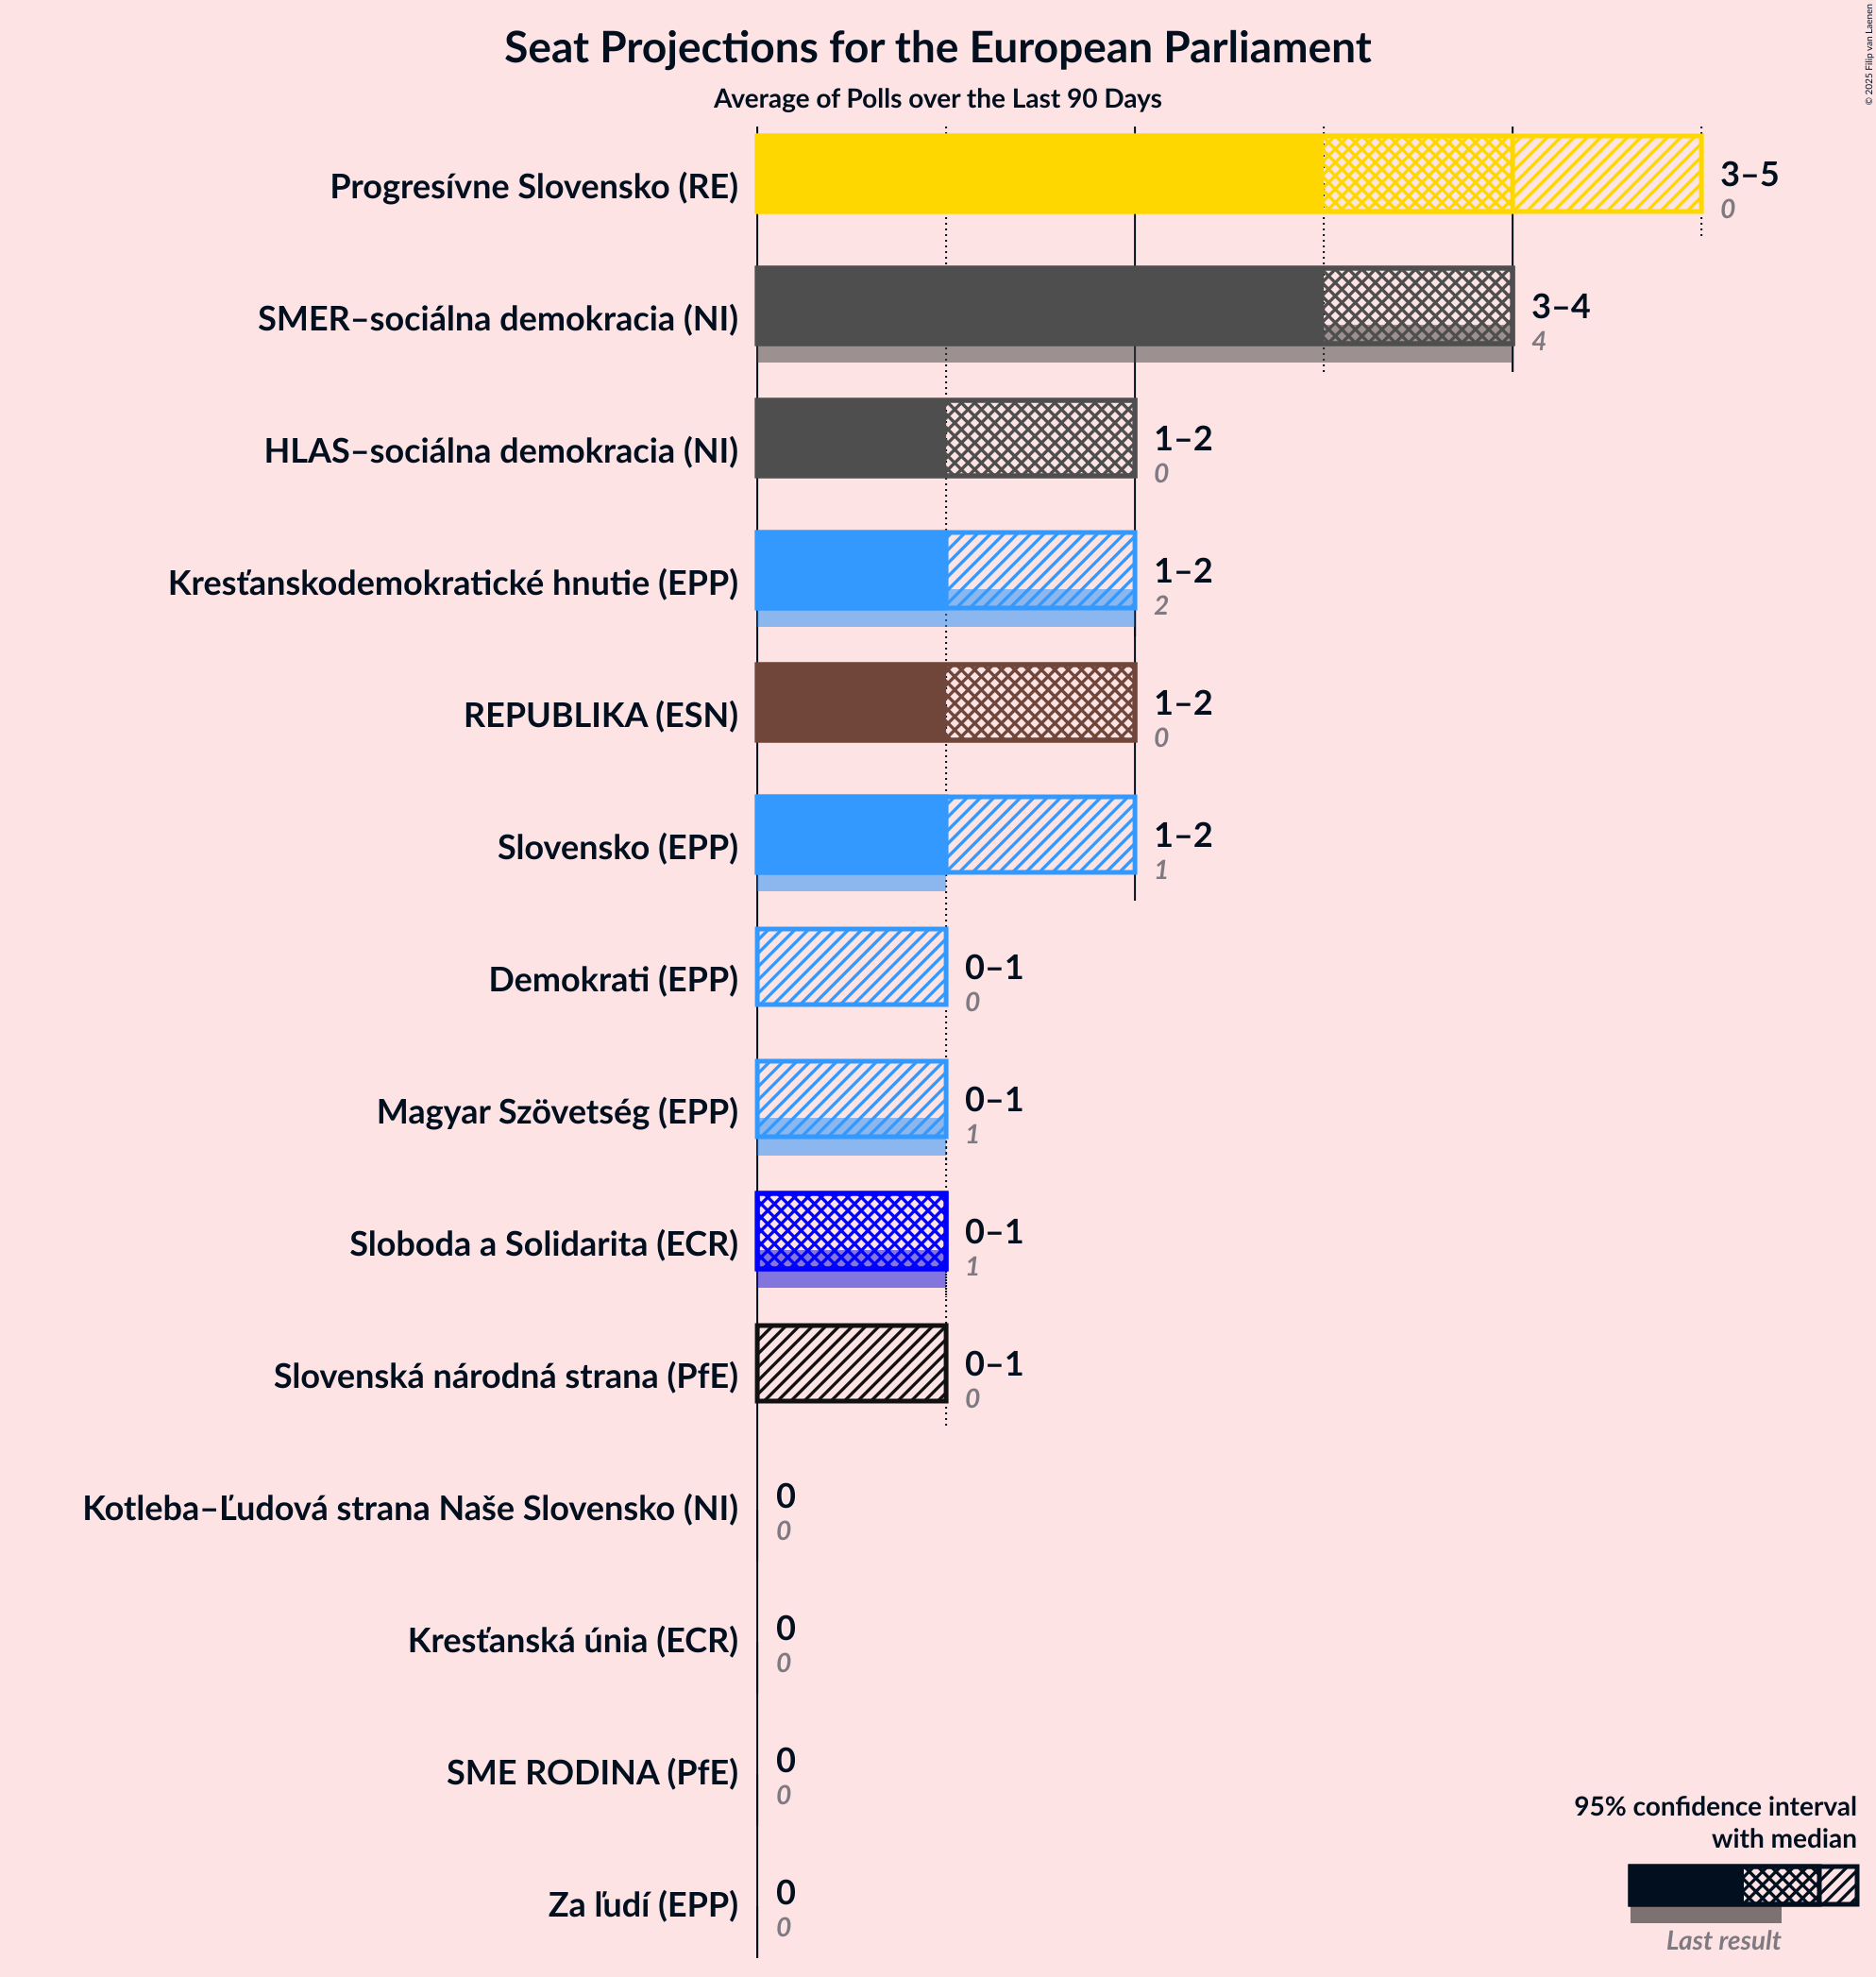 Seat Projections for the European Parliament
Average of Polls over the Last 90 Days
© 2025 Filip van Laenen
Progresívne Slovensko (RE)
3–5
0
SMER–sociálna demokracia (NI)
3–4
4
HLAS–sociálna demokracia (NI)
1–2
0
Kresťanskodemokratické hnutie (EPP)
1–2
2
REPUBLIKA (ESN)
1–2
0
Slovensko (EPP)
1–2
1
Demokrati (EPP)
0–1
0
Magyar Szövetség (EPP)
0–1
1
Sloboda a Solidarita (ECR)
0–1
1
Slovenská národná strana (PfE)
0–1
0
Kotleba–Ľudová strana Naše Slovensko (NI)
0
0
Kresťanská únia (ECR)
0
0
SME RODINA (PfE)
0
0
Za ľudí (EPP)
0
0
95% confidence interval
with median
Last result